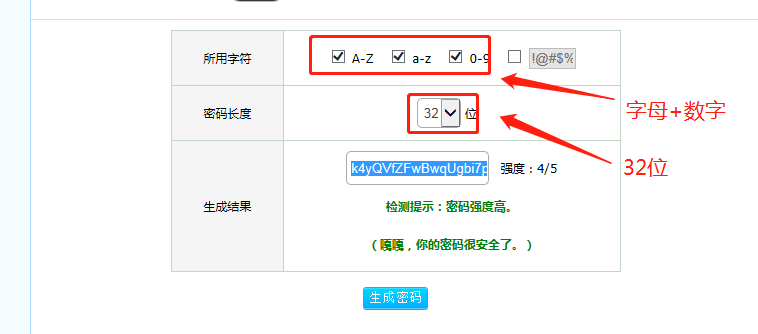 所用字符
A-Z a-z 0-9 !@#$%
字母+数字
密码长度
32 位
32位
k4yQVfZFwBwqUgbi7p 强度：4/5
生成结果
检测提示：密码强度高。
（嘎嘎，你的密码很安全了。）
生成密码